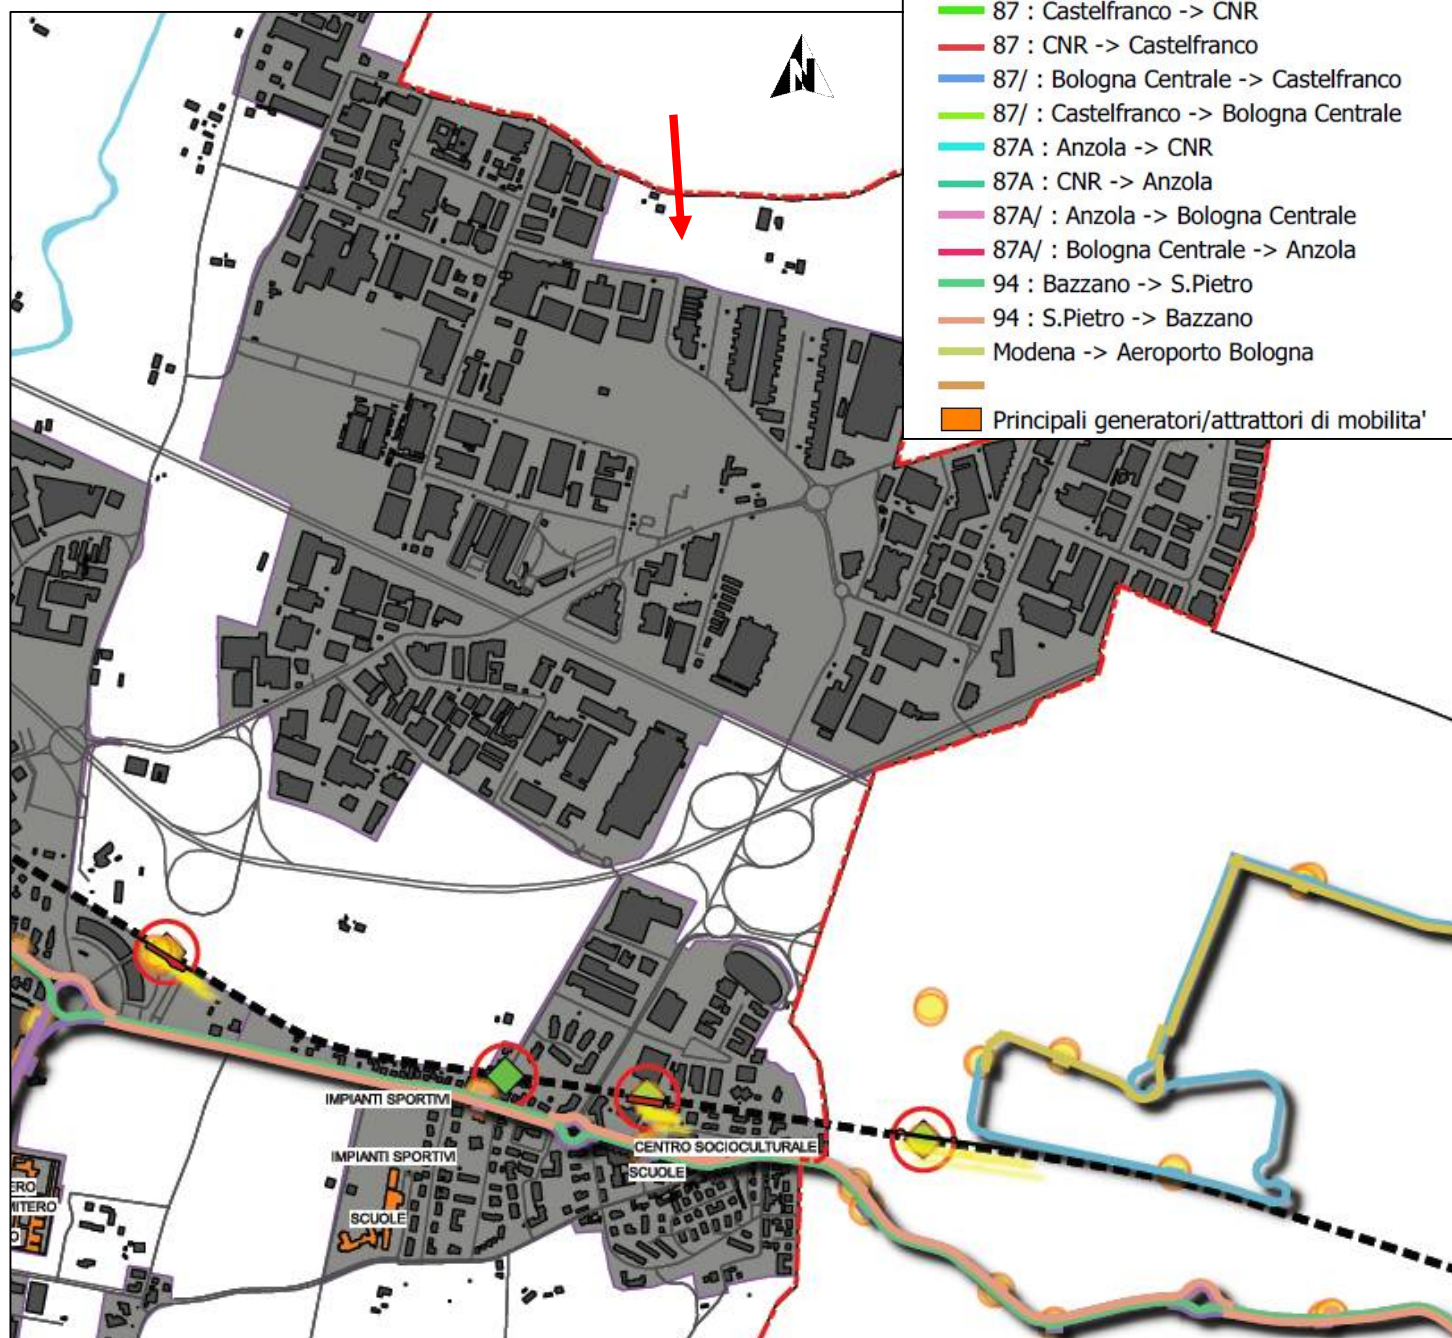 87 : Castelfranco -> CNR
87 : CNR -> Castelfranco
87/ : Bologna Centrale -> Castelfranco
87/ : Castelfranco -> Bologna Centrale
87A : Anzola -> CNR
87A : CNR -> Anzola
87A/ : Anzola -> Bologna Centrale
87A/ : Bologna Centrale -> Anzola
94 : Bazzano -> S.Pietro
94 : S.Pietro -> Bazzano
Modena -> Aeroporto Bologna
Principali generatori/attrattori di mobilita'
N
IMPIANTI SPORTIVI
IMPIANTI SPORTIVI
CENTRO SOCIOCULTURALE
SCUOLE
SCUOLE
ERO
MITERO
O